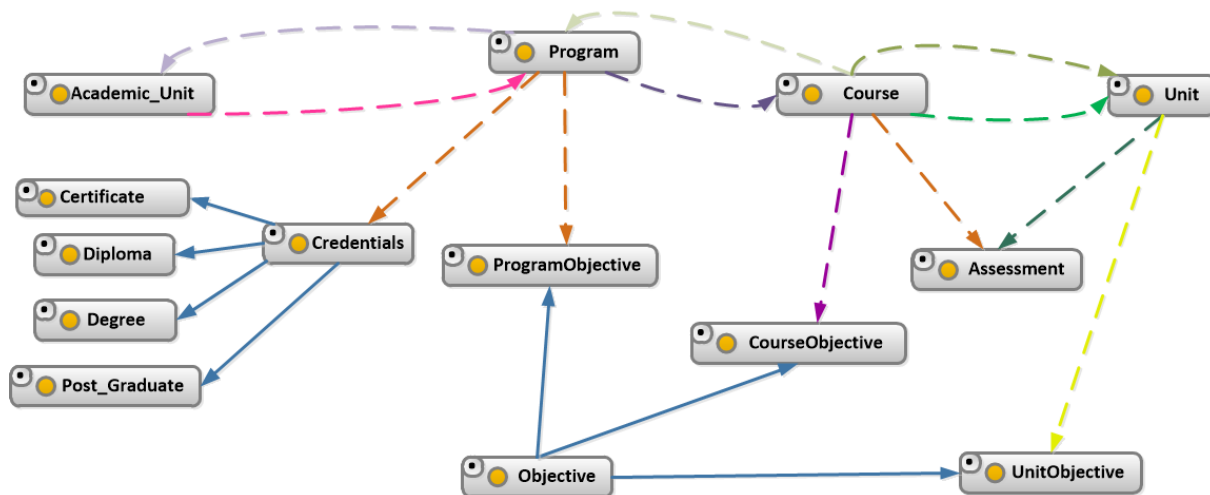 Program
Academic_Unit
Course
Unit
Certificate
Diploma
Credentials
Degree
Post_Graduate
ProgramObjective
Assessment
CourseObjective
Objective
UnitObjective